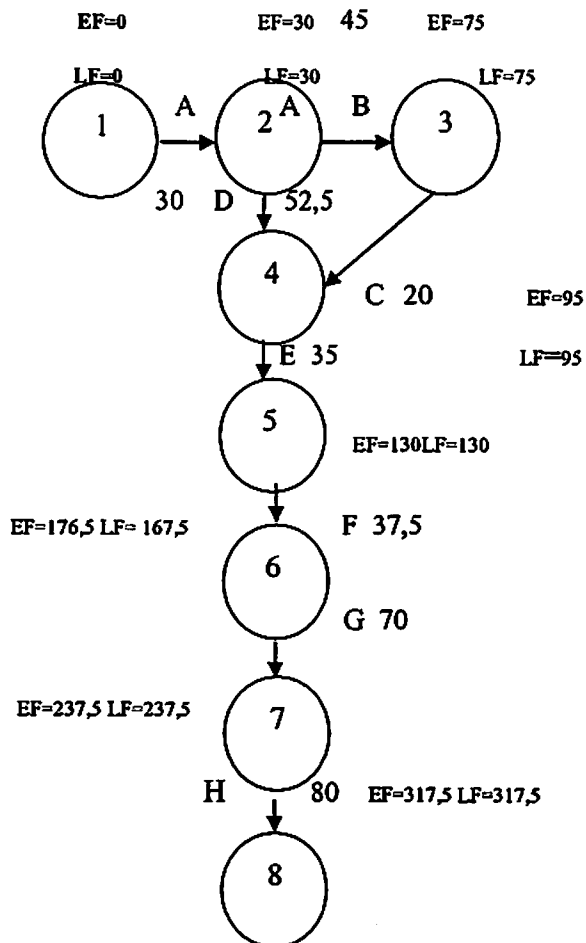 EF=0 EF=30 45 EF=75
LF=0 LF=30 LF=75
A A B
1 2 3
30 D 52,5
4
C 20 EF=95
E 35 LF=95
5
EF=130LF=130
EF=176,5 LF= 167,5 F 37,5
6
G 70
EF=237,5 LF=237,5 7
H 80 EF=317,5 LF=317,5
8